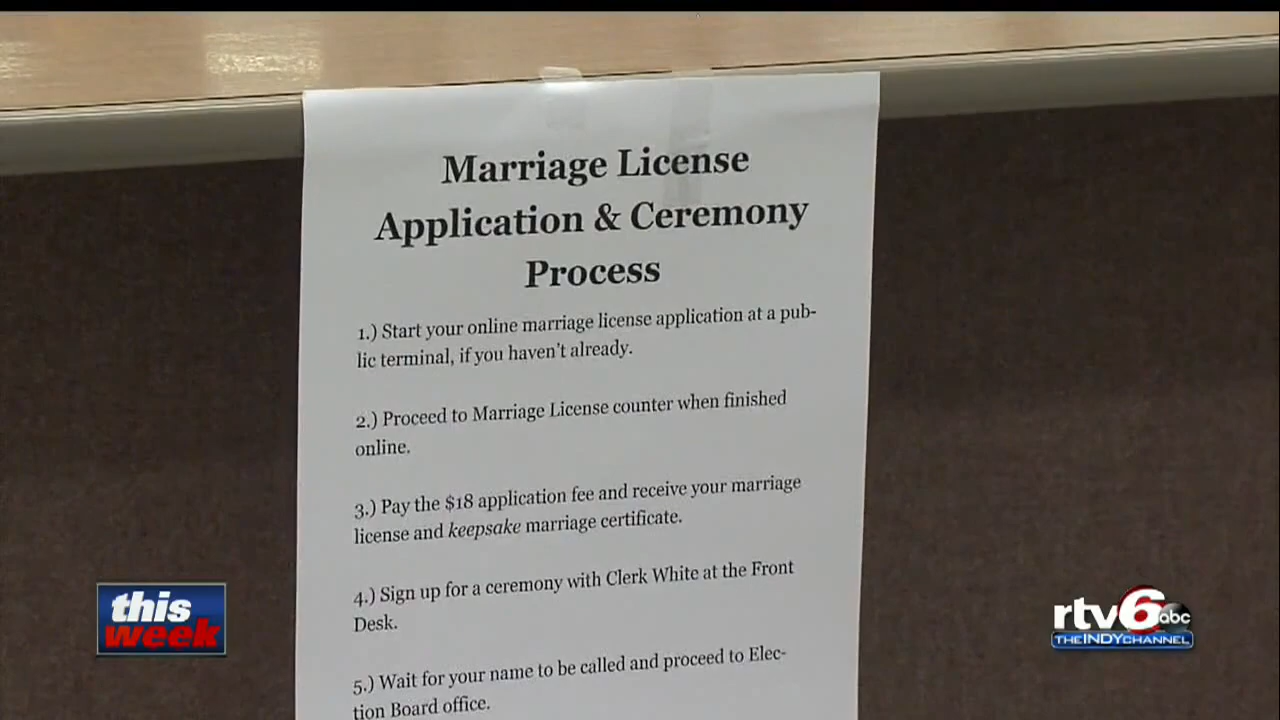 Marriage License
Application & Ceremony
Process
1.) Start your online marriage license application at a pub-
lic terminal, if you haven't already.
2.) Proceed to Marriage License counter when finished
online.
3.) Pay the $18 application fee and receive your marriage
license and keepsake marriage certificate.
4.) Sign up for a ceremony with Clerk White at the Front
Desk.
5.) Wait for your name to be called and proceed to Elec-
tion Board office.
this
week
rtv6 abc
THEINDYCHANNEL